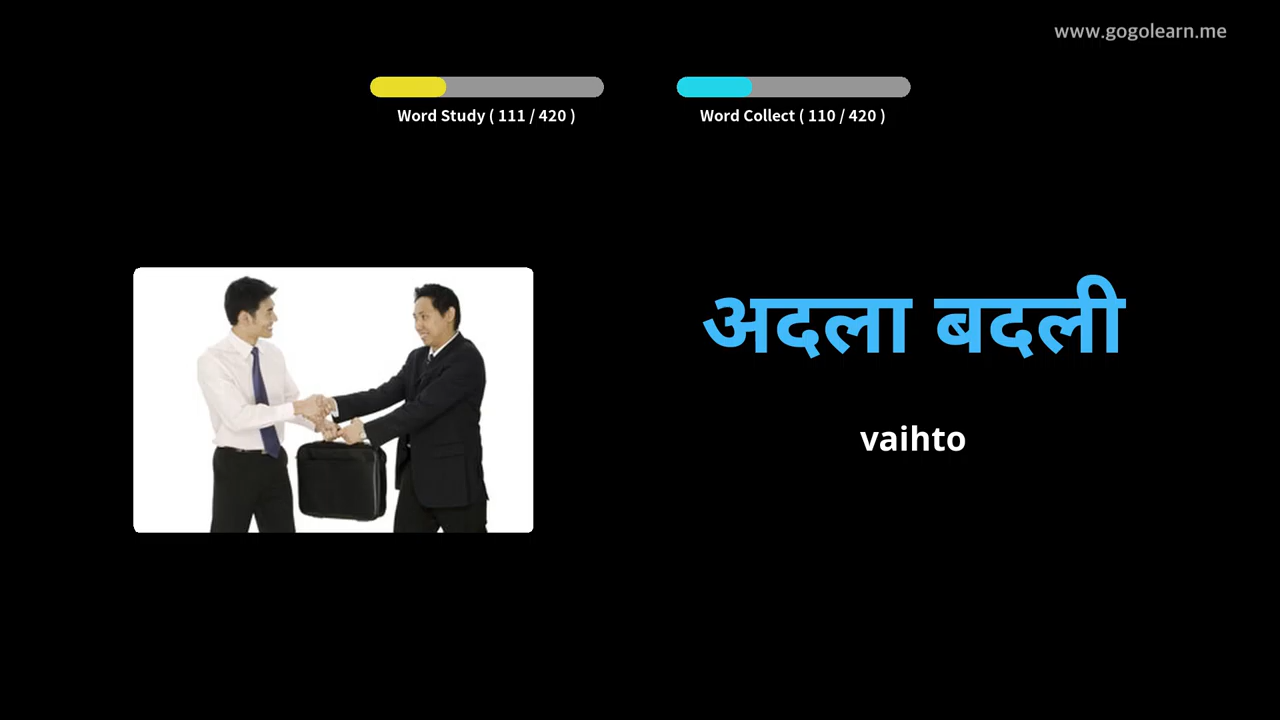 www.gogolearn.me
Word Study ( 111 / 420 )
Word Collect ( 110 / 420 )
अदला बदली
vaihto